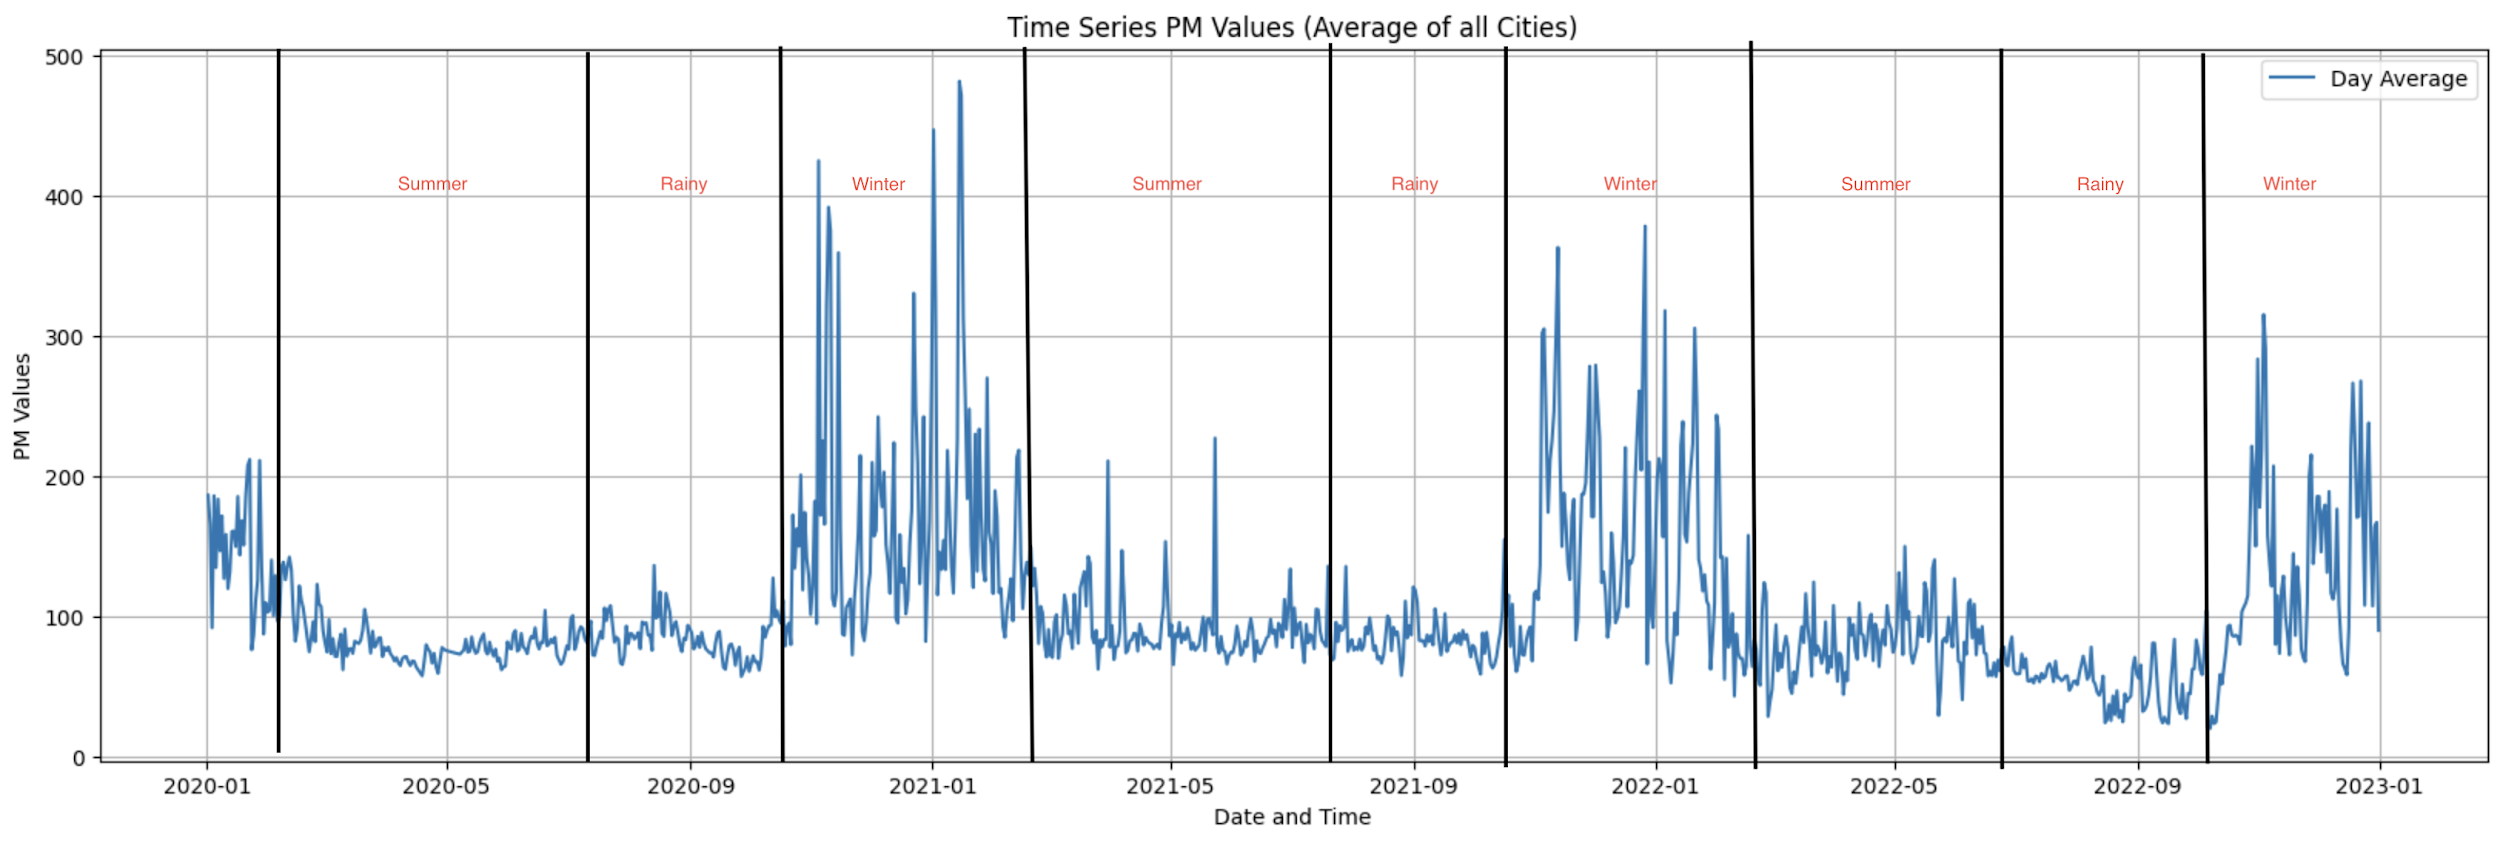 Time Series PM Values (Average of all Cities)
500
400
300
200
100
0
PM Values
Day Average
Summer
Rainy
Winter
Summer
Rainy
Winter
Summer
Rainy
Winter
2020-01
2020-05
2020-09
2021-01
2021-05
2021-09
2022-01
2022-05
2022-09
2023-01
Date and Time